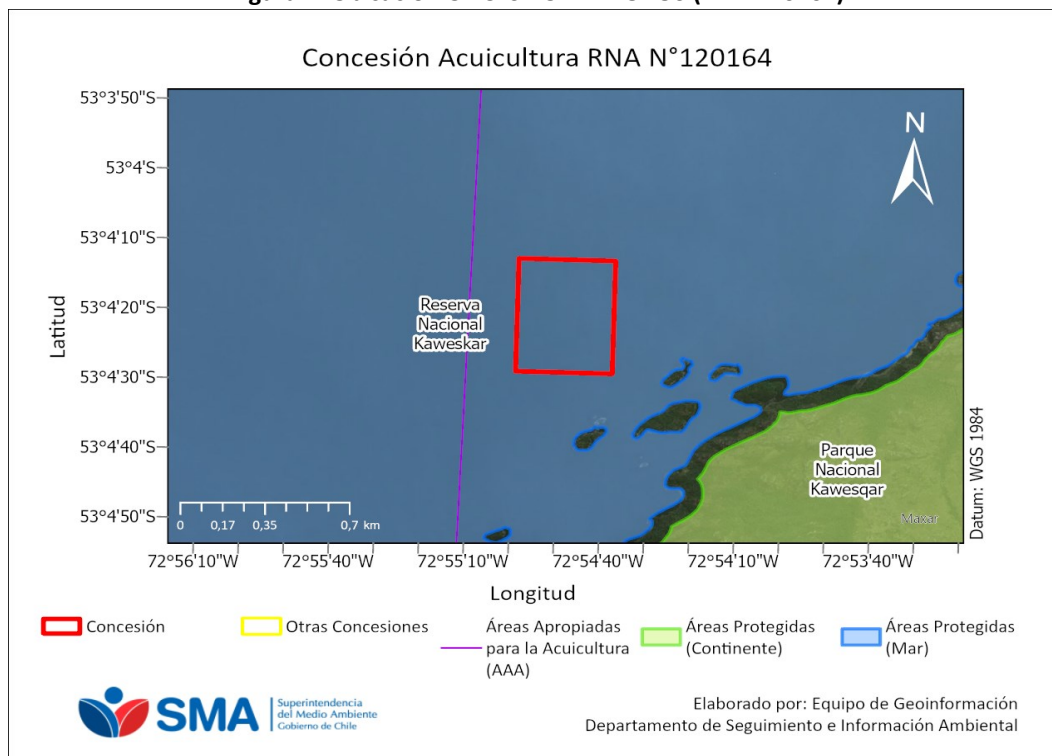 Concesión Acuicultura RNA N°120164
53°3'50"S
53°4'S
53°4'10"S
53°4'20"S
53°4'30"S
53°4'40"S
53°4'50"S
Latitud
N
Reserva
Nacional
Kaweskar
Parque
Nacional
Kawesqar
Maxar
Datum: WGS 1984
0 0,17 0,35 0,7 km
72°56'10"W 72°55'40"W 72°55'10"W 72°54'40"W 72°54'10"W 72°53'40"W
Longitud
Concesión
Otras Concesiones
Áreas Apropiadas
para la Acuicultura
(AAA)
Áreas Protegidas
(Continente)
Áreas Protegidas
(Mar)
SMA
Superintendencia
del Medio Ambiente
Gobierno de Chile
Elaborado por: Equipo de Geoinformación
Departamento de Seguimiento e Información Ambiental